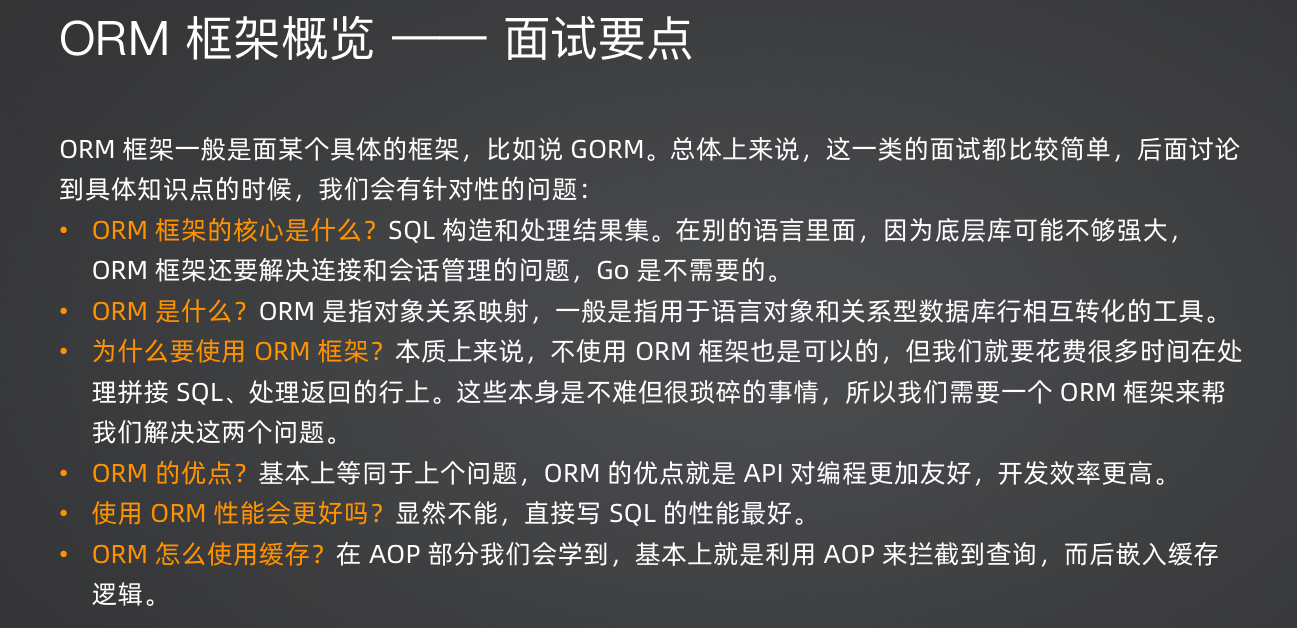 ORM 框架概览 —— 面试要点
ORM 框架一般是面某个具体的框架，比如说 GORM。总体上来说，这一类的面试都比较简单，后面讨论
到具体知识点的时候，我们会有针对性的问题：
• ORM 框架的核心是什么？SQL 构造和处理结果集。在别的语言里面，因为底层库可能不够强大，
ORM 框架还要解决连接和会话管理的问题，Go 是不需要的。
• ORM 是什么？ORM 是指对象关系映射，一般是指用于语言对象和关系型数据库行相互转化的工具。
• 为什么要使用 ORM 框架？本质上来说，不使用 ORM 框架也是可以的，但我们就要花费很多时间在处
理拼接 SQL、处理返回的行上。这些本身是不难但很琐碎的事情，所以我们需要一个 ORM 框架来帮
我们解决这两个问题。
• ORM 的优点？基本上等同于上个问题，ORM 的优点就是 API 对编程更加友好，开发效率更高。
• 使用 ORM 性能会更好吗？显然不能，直接写 SQL 的性能最好。
• ORM 怎么使用缓存？在 AOP 部分我们会学到，基本上就是利用 AOP 来拦截到查询，而后嵌入缓存
逻辑。